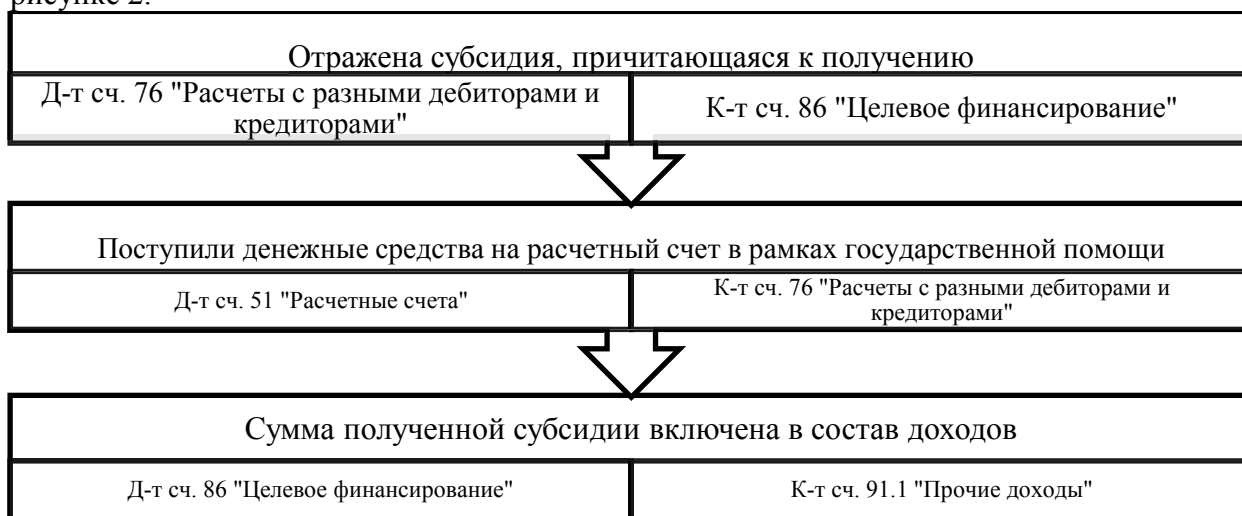 рисунке 2.
Отражена субсидия, причитающаяся к получению
Д-т сч. 76 "Расчеты с разными дебиторами и
кредиторами"
К-т сч. 86 "Целевое финансирование"
Поступили денежные средства на расчетный счет в рамках государственной помощи
Д-т сч. 51 "Расчетные счета"
К-т сч. 76 "Расчеты с разными дебиторами и
кредиторами"
Сумма полученной субсидии включена в состав доходов
Д-т сч. 86 "Целевое финансирование"
К-т сч. 91.1 "Прочие доходы"